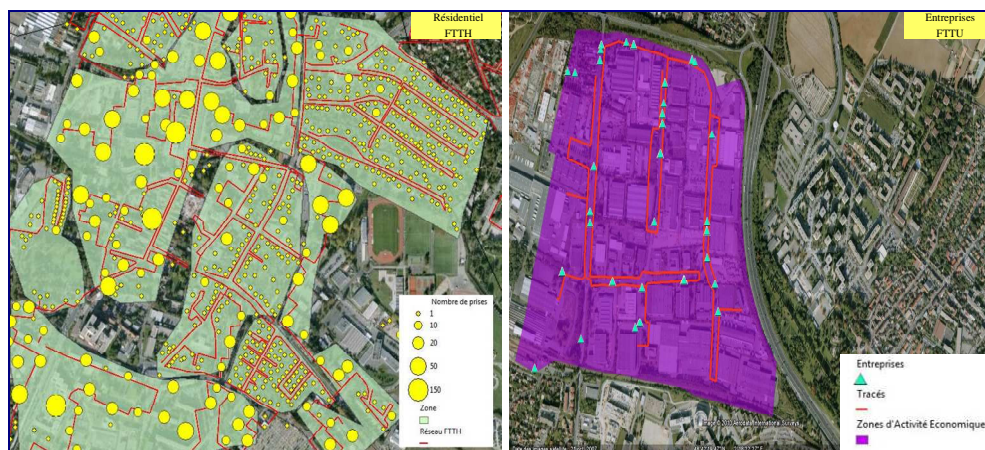 Résidentiel
FTTH
Nombre de prises
1
10
20
50
150
Zone
Réseau FTTH
Entreprises
FTTU
Entreprises
Tracés
Zones d'Activité Economique